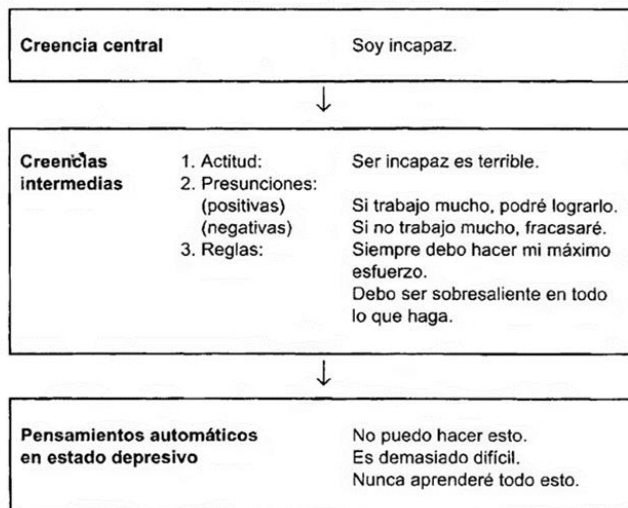 Creencia central Soy incapaz.
↓
Creencias 1. Actitud: Ser incapaz es terrible.
intermedias 2. Presunciones:
(positivas) Si trabajo mucho, podré lograrlo.
(negativas) Si no trabajo mucho, fracasaré.
3. Reglas: Siempre debo hacer mi máximo
esfuerzo.
Debo ser sobresaliente en todo
lo que haga.
↓
Pensamientos automáticos No puedo hacer esto.
en estado depresivo Es demasiado difícil.
Nunca aprenderé todo esto.